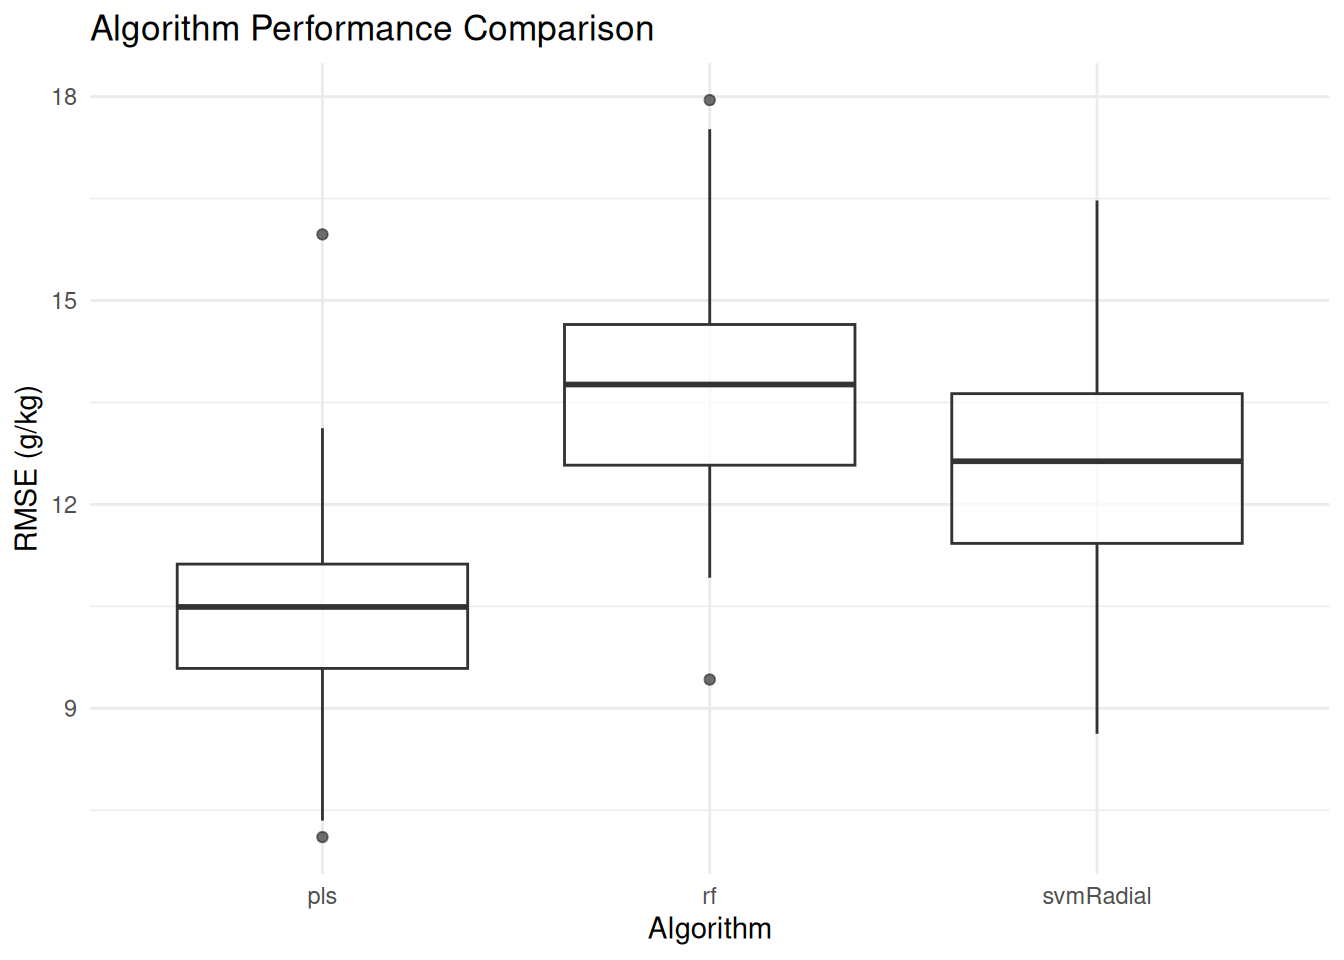 Algorithm Performance Comparison
18
15
12
9
RMSE (g/kg)
pls
rf
svmRadial
Algorithm